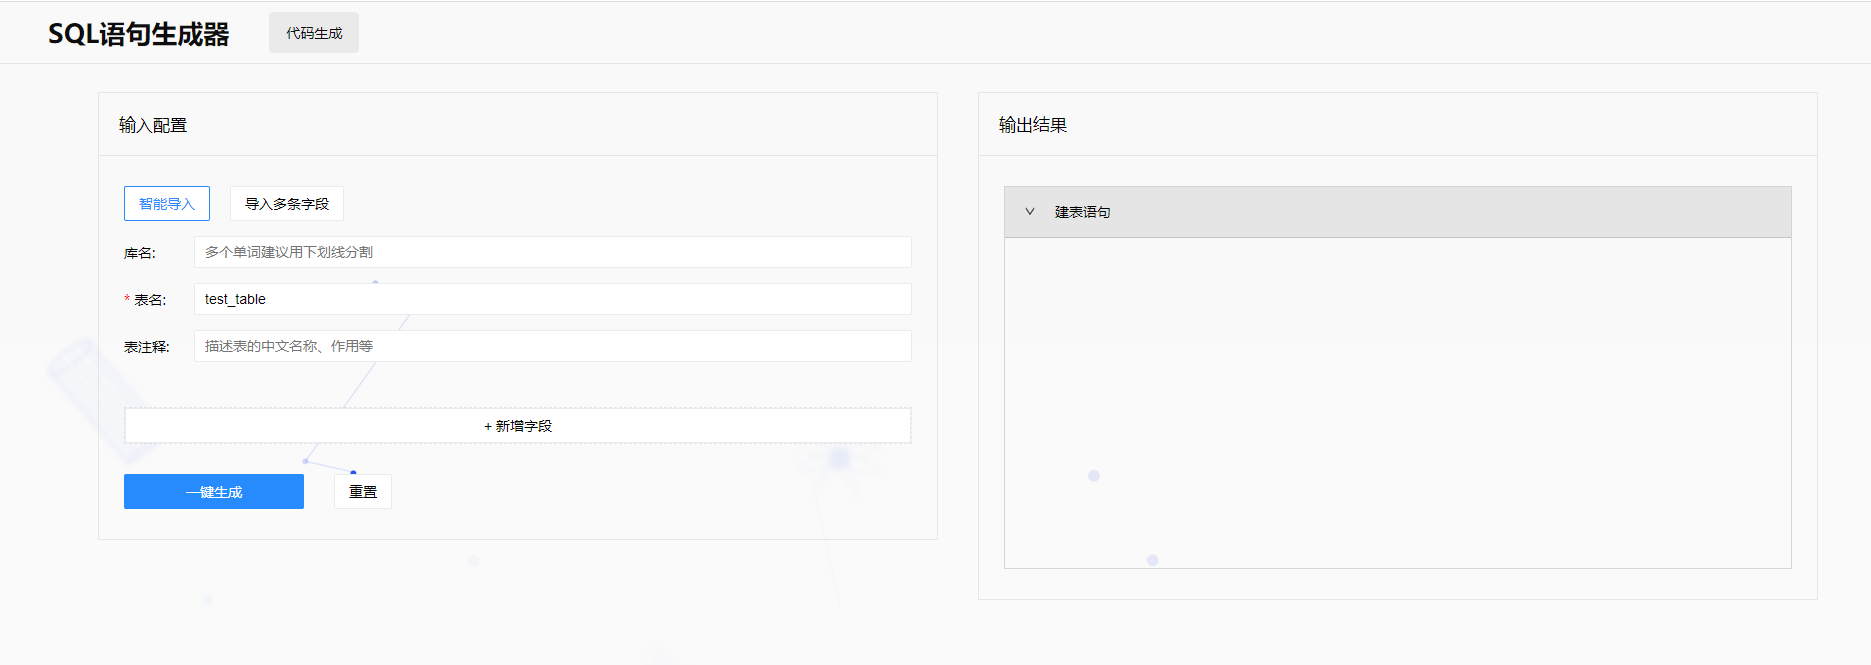 SQL语句生成器 代码生成
输入配置
智能导入 导入多条字段
库名: 多个单词建议用下划线分割
* 表名: test_table
表注释: 描述表的中文名称、作用等
+ 新增字段
一键生成 重置
输出结果
建表语句